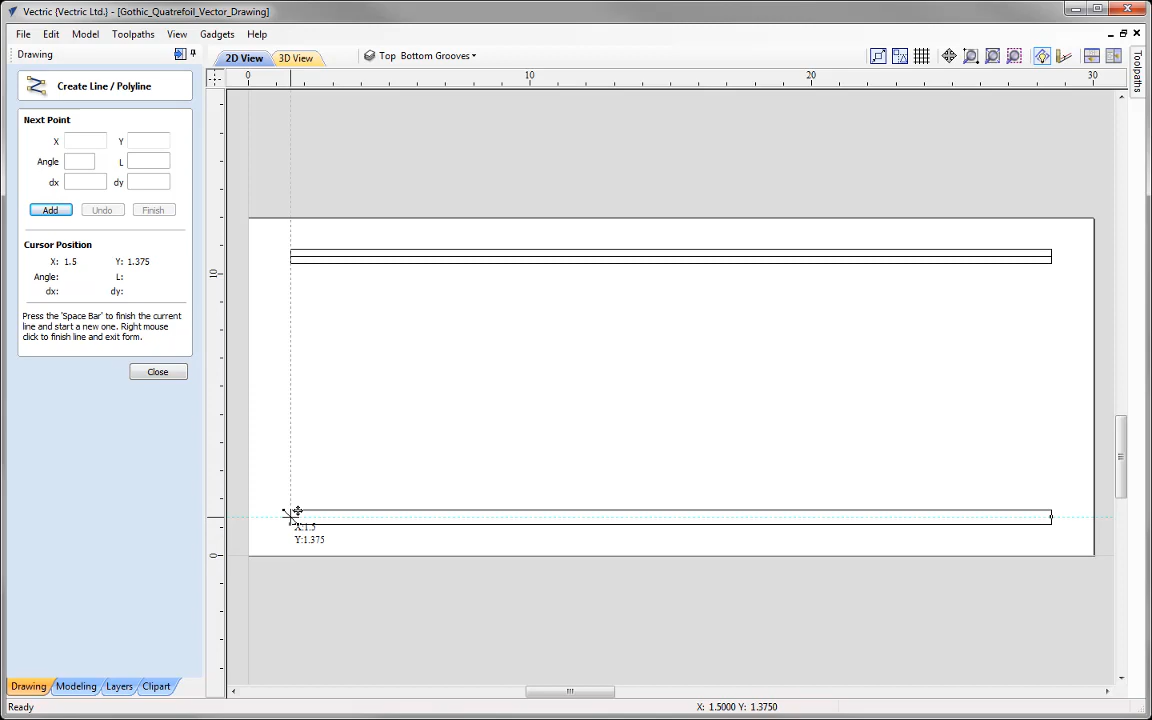 Vectric {Vectric Ltd.} - [Gothic_Quatrefoil_Vector_Drawing]
File Edit Model Toolpaths View Gadgets Help
Drawing
2D View 3D View Top Bottom Grooves
Toolpaths
0 10 20 30
Create Line / Polyline
Next Point
X Y
Angle L
dx dy
Add Undo Finish
Cursor Position
X: 1.5 Y: 1.375
Angle: L:
dx: dy:
Press the 'Space Bar' to finish the current
line and start a new one. Right mouse
click to finish line and exit form.
Close
10
0
X:1.5
Y:1.375
Drawing Modeling Layers Clipart
Ready X: 1.5000 Y: 1.3750